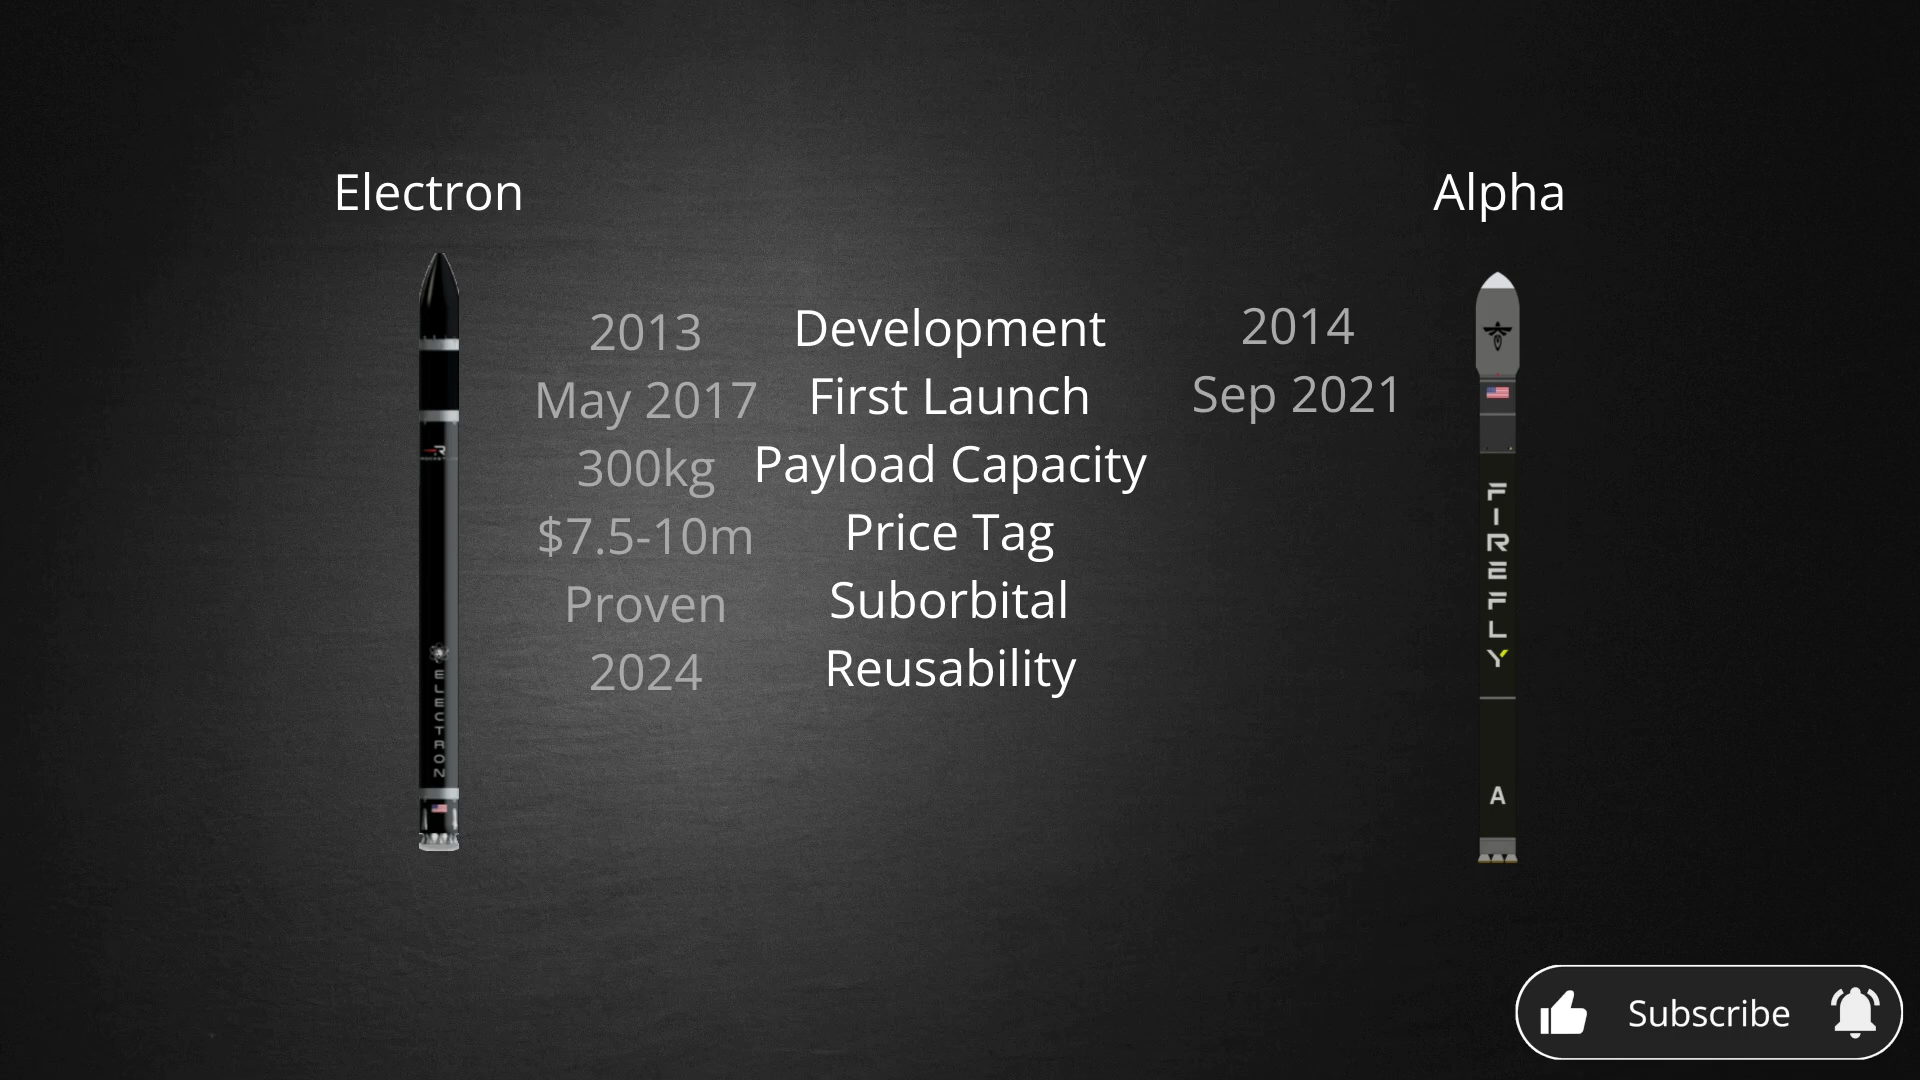 Electron
Alpha
2013 Development 2014
May 2017 First Launch Sep 2021
300kg Payload Capacity
$7.5-10m Price Tag
Proven Suborbital
2024 Reusability
R
ELECTRON
FIREFLY
A
Subscribe